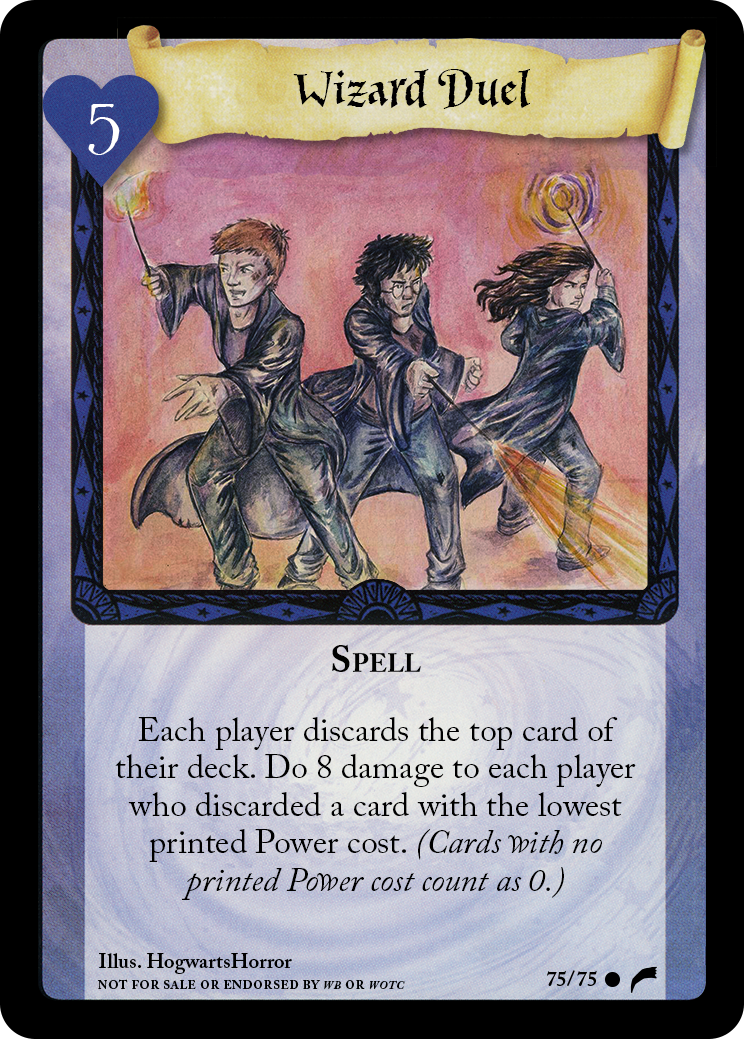 Wizard Duel
5
SPELL
Each player discards the top card of
their deck. Do 8 damage to each player
who discarded a card with the lowest
printed Power cost. (Cards with no
printed Power cost count as 0.)
Illus. HogwartsHorror
NOT FOR SALE OR ENDORSED BY WB OR WOTC
75/75